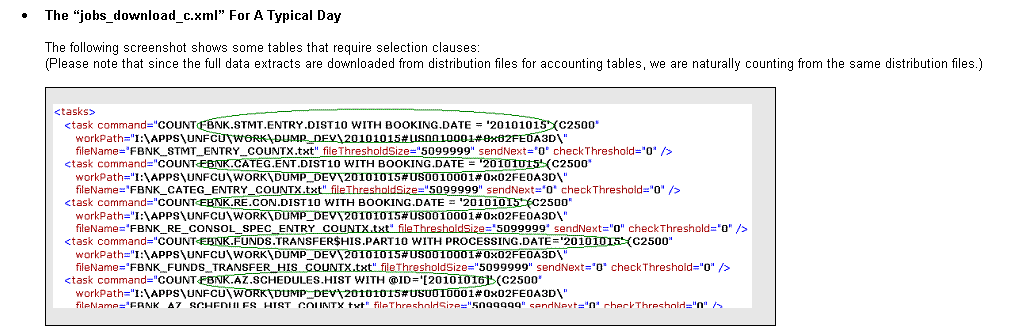 • The “jobs_download_c.xml” For A Typical Day
The following screenshot shows some tables that require selection clauses:
(Please note that since the full data extracts are downloaded from distribution files for accounting tables, we are naturally counting from the same distribution files.)
<tasks>
<task command="COUNT FBNK.STMT.ENTRY.DIST10 WITH BOOKING.DATE = '20101015' (C2500"
workPath="I:\APPS\UNFCU\WORK\DUMP_DEV\20101015#US0010001#0x02FE0A3D\"
fileName="FBNK_STMT_ENTRY_COUNTX.txt" fileThresholdSize="5099999" sendNext="0" checkThreshold="0" />
<task command="COUNT FBNK.CATEG.ENT.DIST10 WITH BOOKING.DATE = '20101015' (C2500"
workPath="I:\APPS\UNFCU\WORK\DUMP_DEV\20101015#US0010001#0x02FE0A3D\"
fileName="FBNK_CATEG_ENTRY_COUNTX.txt" fileThresholdSize="5099999" sendNext="0" checkThreshold="0" />
<task command="COUNT FBNK.RE.CON.DIST10 WITH BOOKING.DATE = '20101015' (C2500"
workPath="I:\APPS\UNFCU\WORK\DUMP_DEV\20101015#US0010001#0x02FE0A3D\"
fileName="FBNK_RE_CONSOL_SPEC_ENTRY_COUNTX.txt" fileThresholdSize="5099999" sendNext="0" checkThreshold="0" />
<task command="COUNT FBNK.FUNDS.TRANSFER$HIS.PART10 WITH PROCESSING.DATE='20101015' (C2500"
workPath="I:\APPS\UNFCU\WORK\DUMP_DEV\20101015#US0010001#0x02FE0A3D\"
fileName="FBNK_FUNDS_TRANSFER_HIS_COUNTX.txt" fileThresholdSize="5099999" sendNext="0" checkThreshold="0" />
<task command="COUNT FBNK.AZ.SCHEDULES.HIST WITH @ID='[20101016]' (C2500"
workPath="I:\APPS\UNFCU\WORK\DUMP_DEV\20101015#US0010001#0x02FE0A3D\"
fileName="FBNK_AZ_SCHEDULES_HIST_COUNTX.txt" fileThresholdSize="5099999" sendNext="0" checkThreshold="0" />